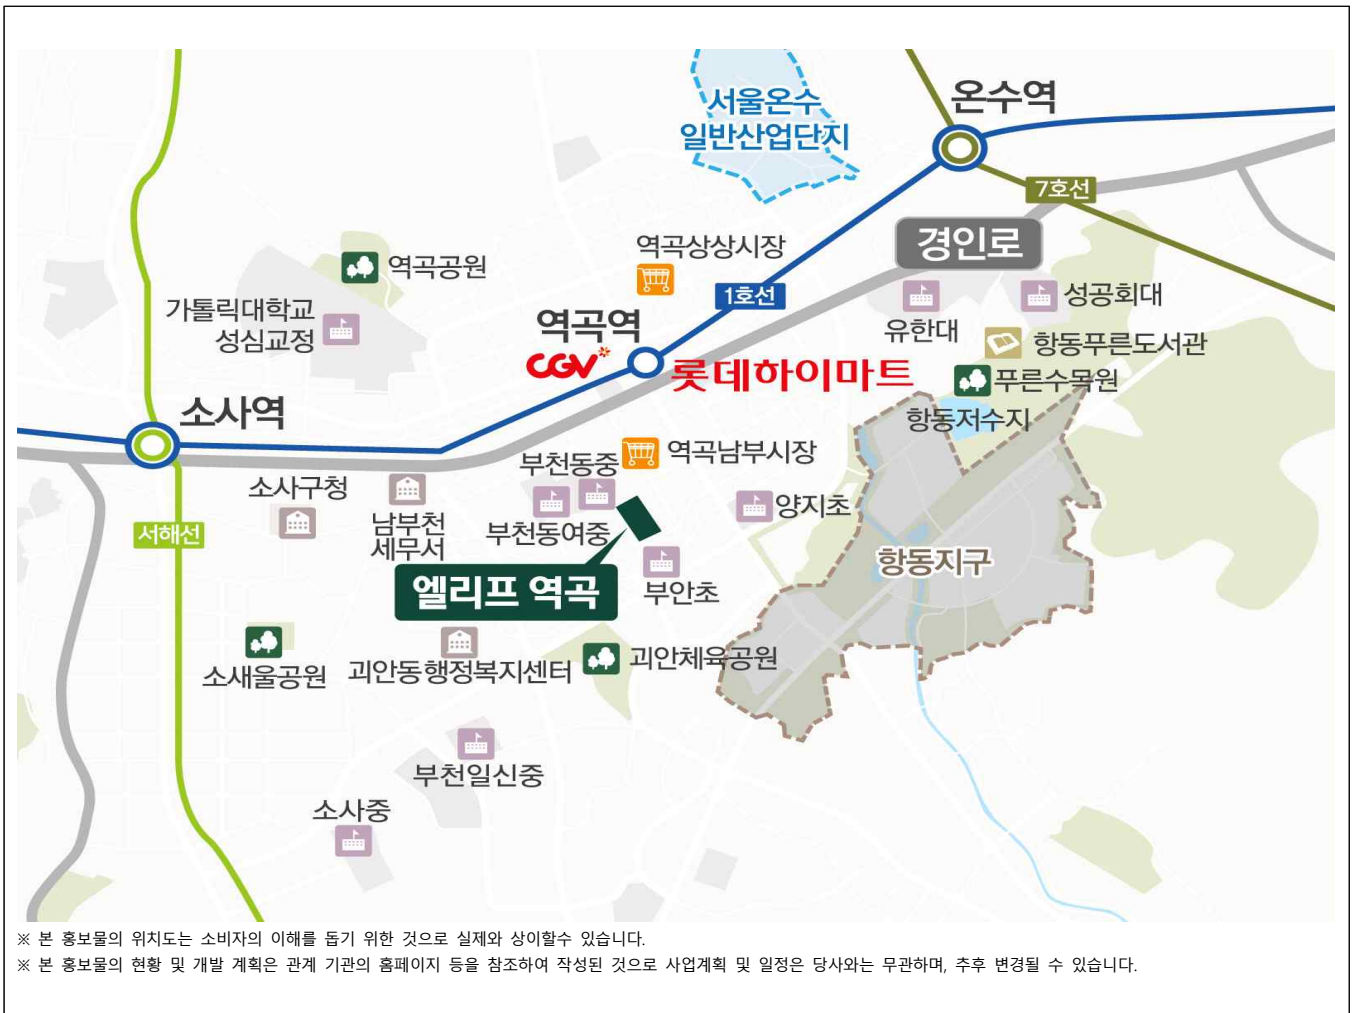 온수역
서울온수
일반산업단지
7호선
경인로
역곡상상시장
역곡공원
1호선
성공회대
가톨릭대학교
성심교정
유한대
역곡역
항동푸른도서관
CGV
롯데하이마트
푸른수목원
소사역
항동저수지
역곡남부시장
부천동중
소사구청
양지초
남부천
세무서
부천동여중
서해선
항동지구
엘리프 역곡
부안초
괴안체육공원
소새울공원
괴안동행정복지센터
부천일신중
소사중
※ 본 홍보물의 위치도는 소비자의 이해를 돕기 위한 것으로 실제와 상이할수 있습니다.
※ 본 홍보물의 현황 및 개발 계획은 관계 기관의 홈페이지 등을 참조하여 작성된 것으로 사업계획 및 일정은 당사와는 무관하며, 추후 변경될 수 있습니다.